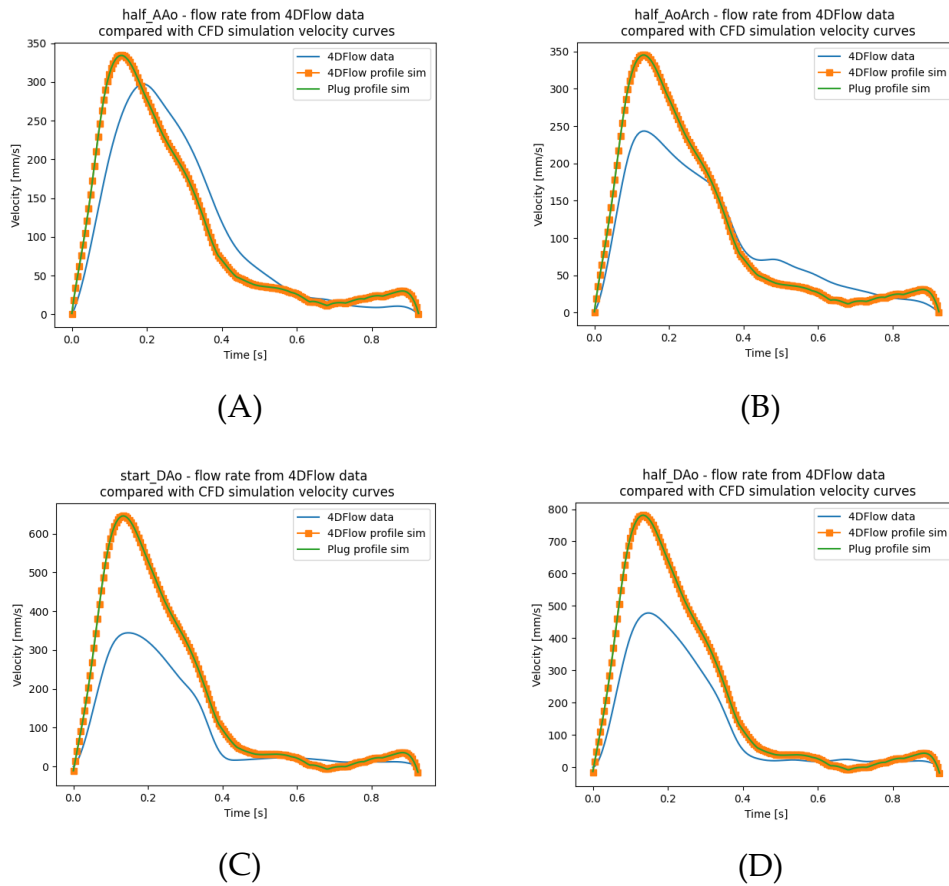 half_AAo - flow rate from 4DFlow data
compared with CFD simulation velocity curves
350
300
250
200
150
100
50
0
Velocity [mm/s]
4DFlow data
4DFlow profile sim
Plug profile sim
0.0 0.2 0.4 0.6 0.8
Time [s]
(A)
half_AoArch - flow rate from 4DFlow data
compared with CFD simulation velocity curves
350
300
250
200
150
100
50
0
Velocity [mm/s]
4DFlow data
4DFlow profile sim
Plug profile sim
0.0 0.2 0.4 0.6 0.8
Time [s]
(B)
start_DAo - flow rate from 4DFlow data
compared with CFD simulation velocity curves
600
500
400
300
200
100
0
Velocity [mm/s]
4DFlow data
4DFlow profile sim
Plug profile sim
0.0 0.2 0.4 0.6 0.8
Time [s]
(C)
half_DAo - flow rate from 4DFlow data
compared with CFD simulation velocity curves
800
700
600
500
400
300
200
100
0
Velocity [mm/s]
4DFlow data
4DFlow profile sim
Plug profile sim
0.0 0.2 0.4 0.6 0.8
Time [s]
(D)